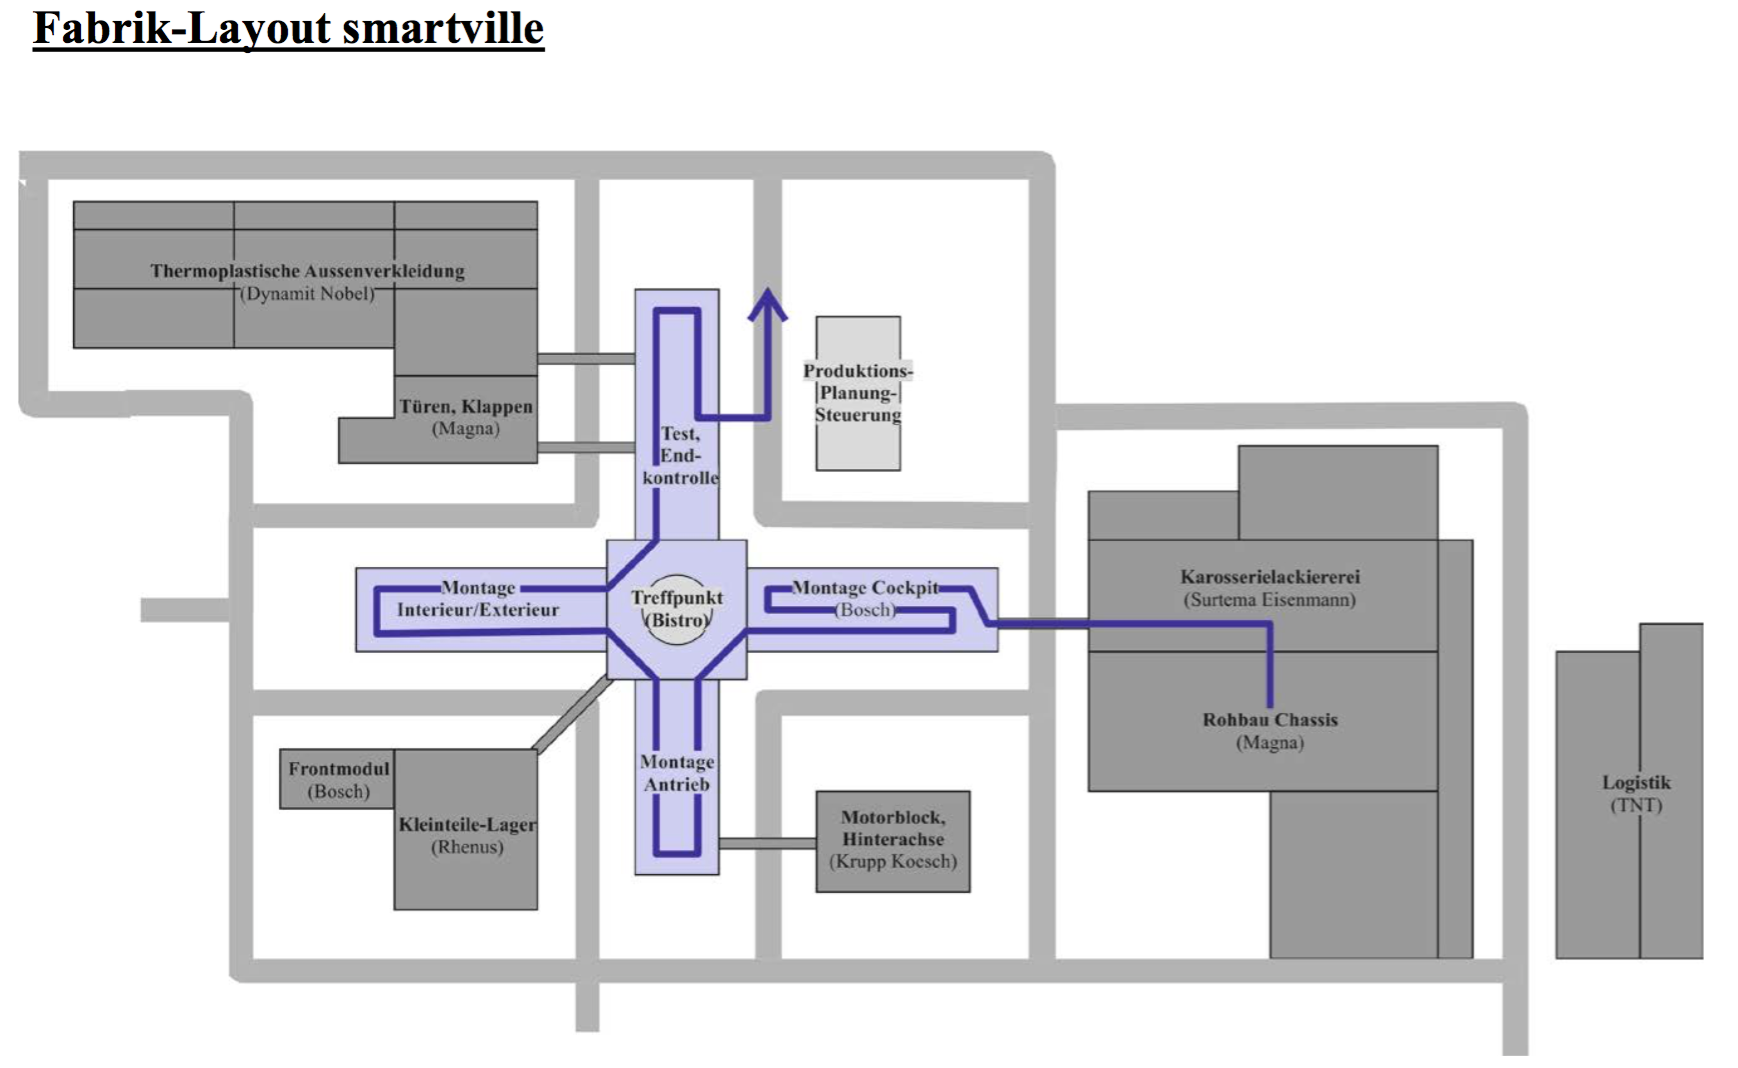 Fabrik-Layout smartville
Thermoplastische Aussenverkleidung
(Dynamit Nobel)
Türen, Klappen
(Magna)
Test,
End-
kontrolle
Produktions-
Planung-
Steuerung
Montage
Interieur/Exterieur
Treffpunkt
(Bistro)
Montage Cockpit
(Bosch)
Karosserielackiererei
(Surtema Eisenmann)
Rohbau Chassis
(Magna)
Logistik
(TNT)
Frontmodul
(Bosch)
Kleinteile-Lager
(Rhenus)
Montage
Antrieb
Motorblock,
Hinterachse
(Krupp Koesch)